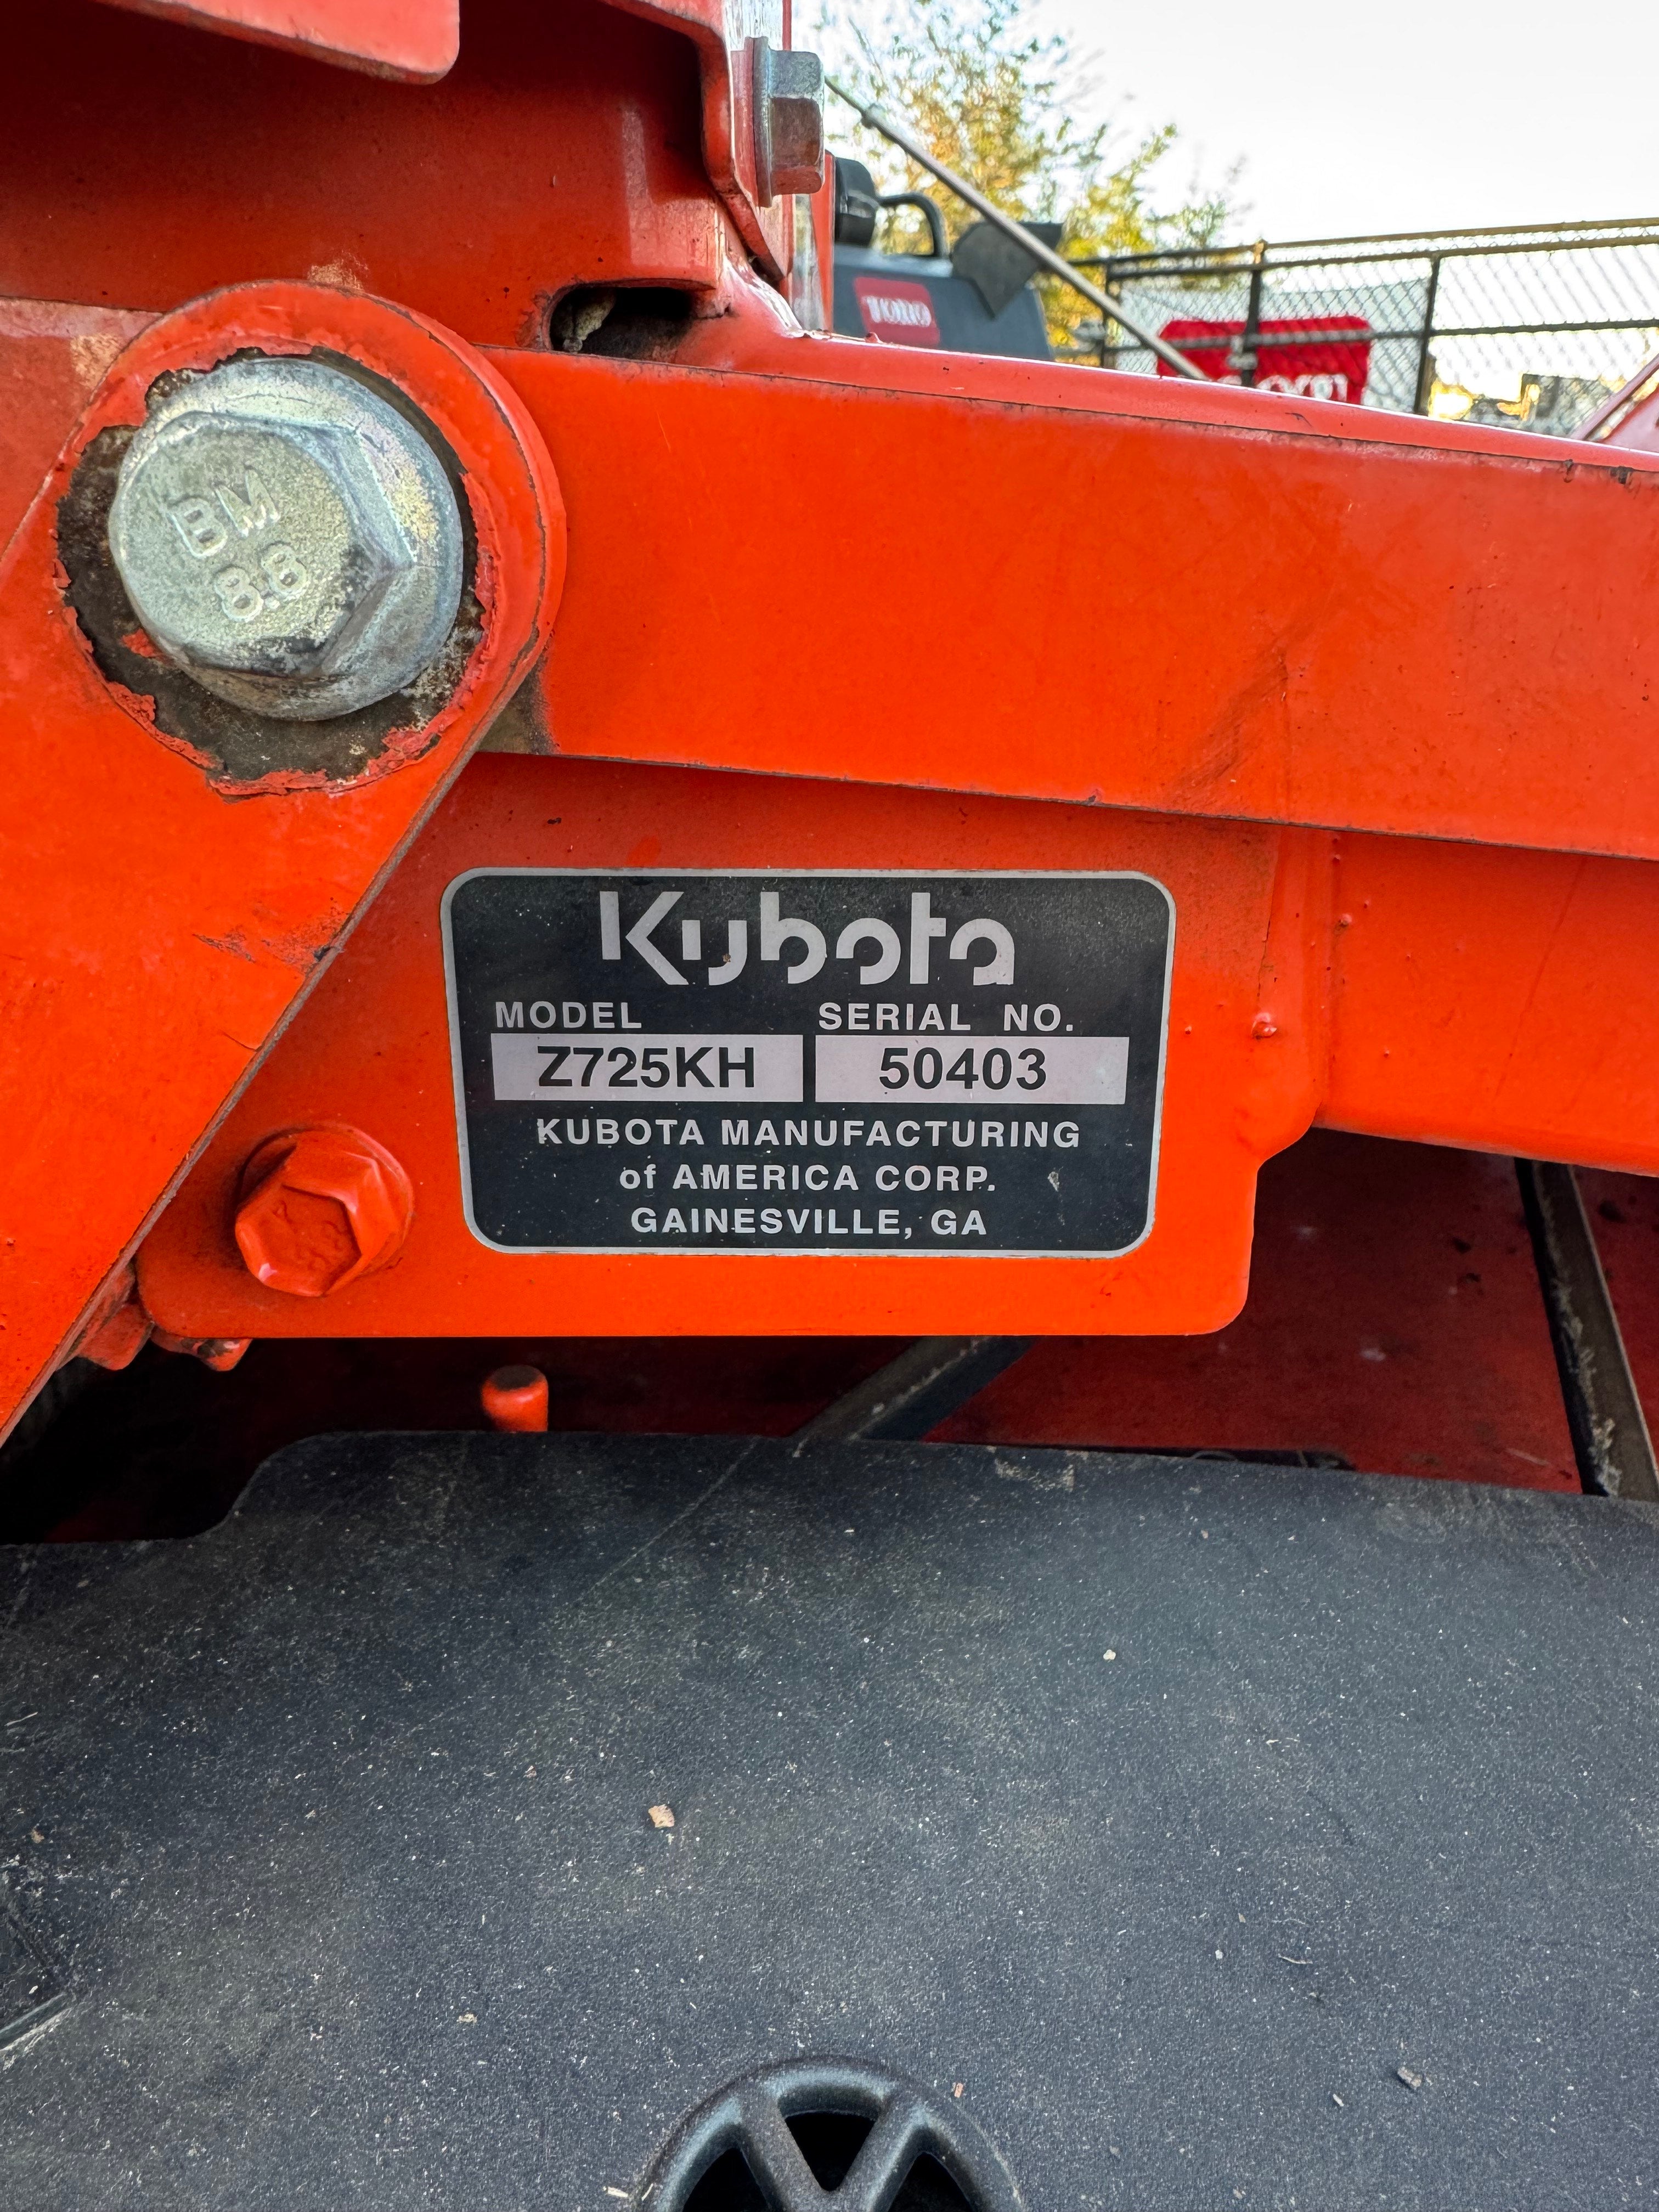 TORO
BM
8.8
Kubota
MODEL SERIAL NO.
Z725KH 50403
KUBOTA MANUFACTURING
of AMERICA CORP.
GAINESVILLE, GA